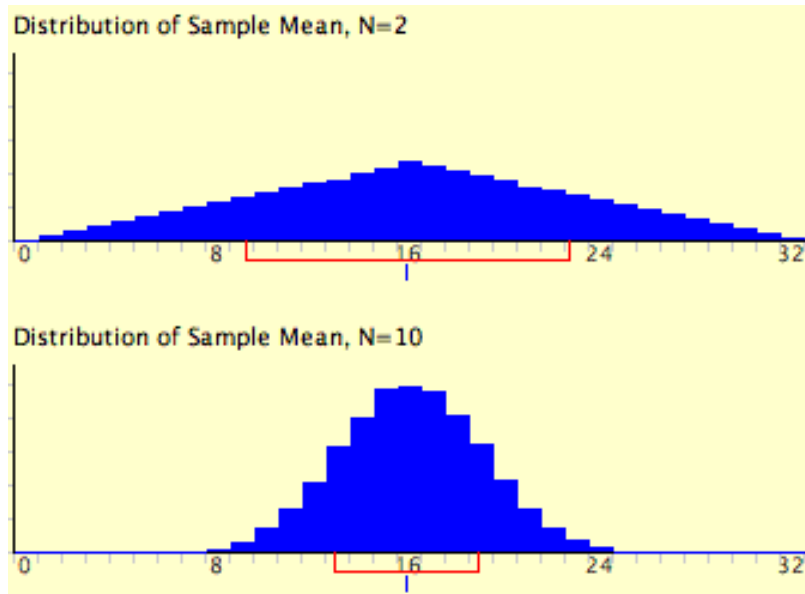 Distribution of Sample Mean, N=2
0 8 16 24 32
Distribution of Sample Mean, N=10
0 8 16 24 32